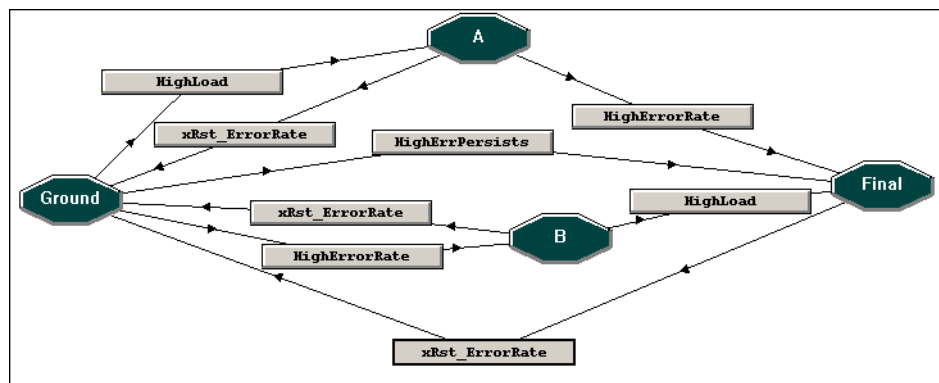 A
HighLoad
HighErrorRate
xRst_ErrorRate
HighErrPersists
Ground
Final
xRst_ErrorRate
HighLoad
B
HighErrorRate
xRst_ErrorRate